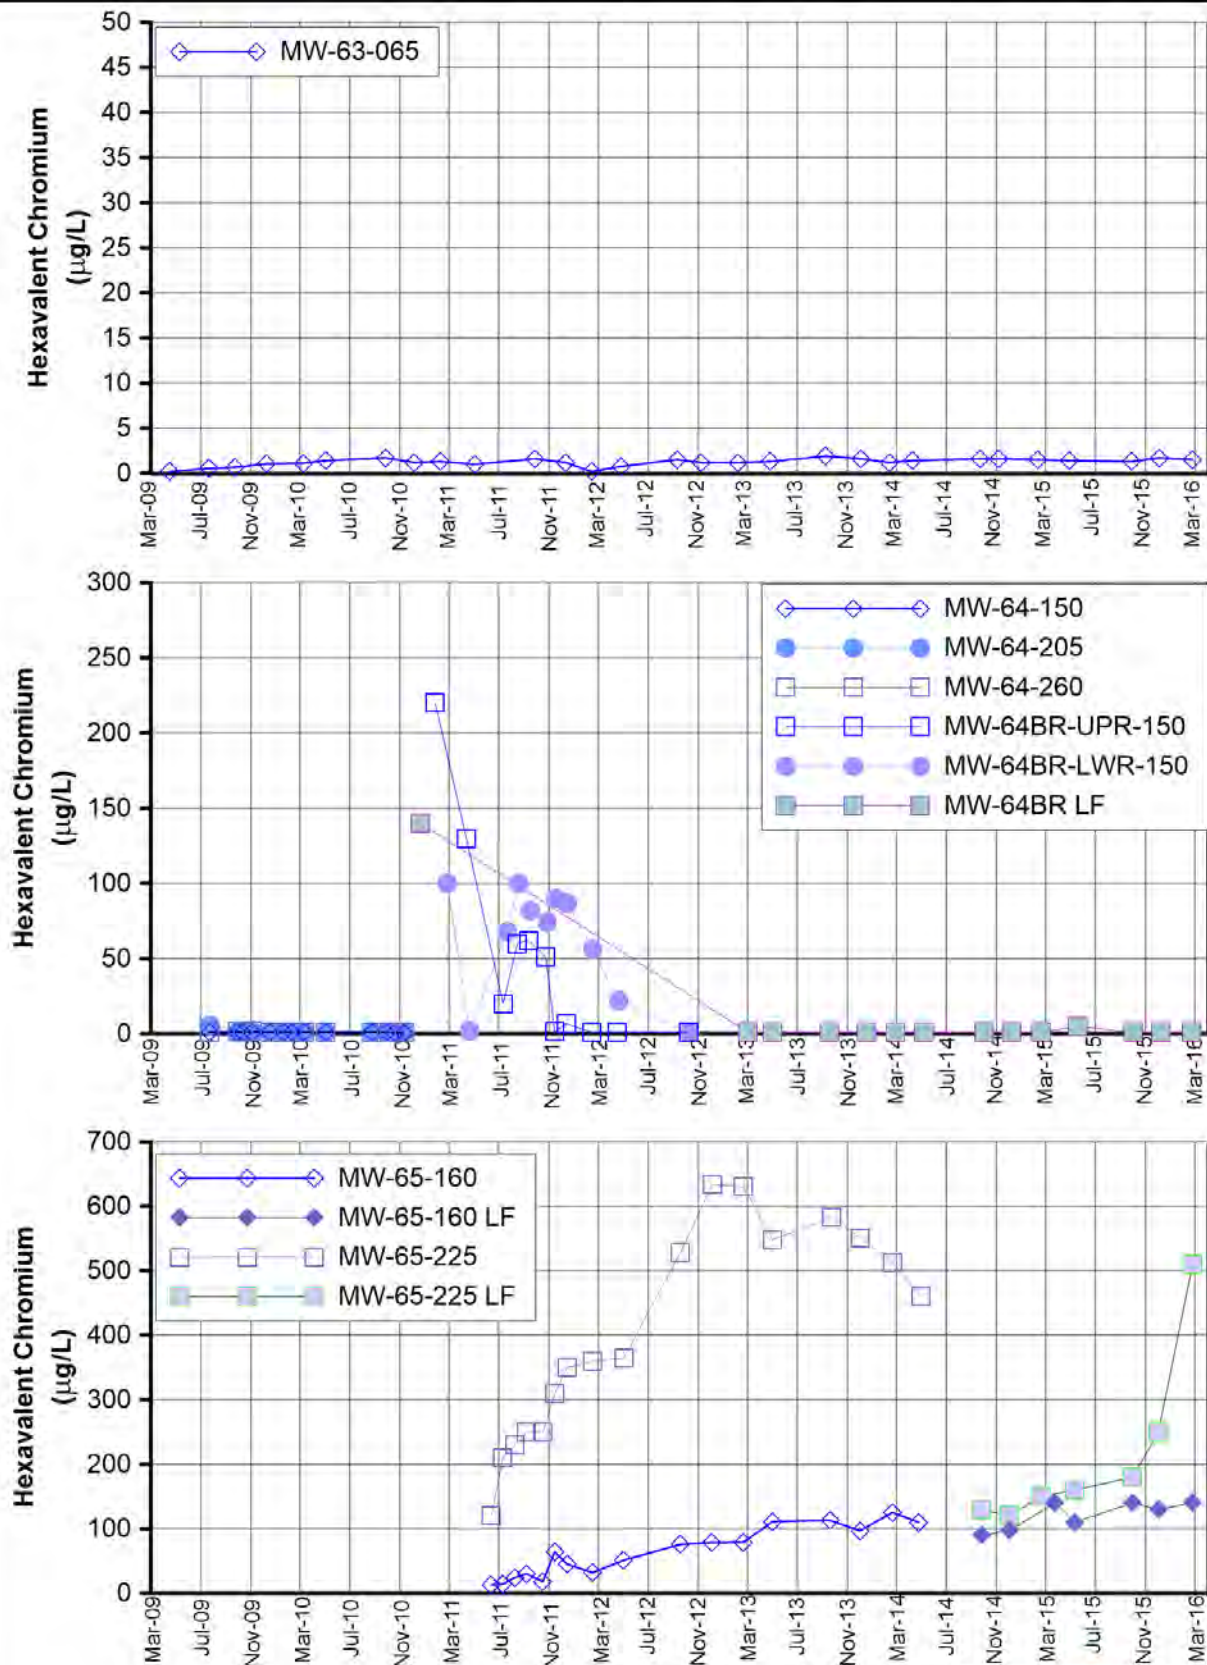 50
45
40
35
30
25
20
15
10
5
0
Hexavalent Chromium
(µg/L)
MW-63-065
Mar-09
Jul-09
Nov-09
Mar-10
Jul-10
Nov-10
Mar-11
Jul-11
Nov-11
Mar-12
Jul-12
Nov-12
Mar-13
Jul-13
Nov-13
Mar-14
Jul-14
Nov-14
Mar-15
Jul-15
Nov-15
Mar-16
300
250
200
150
100
50
0
Hexavalent Chromium
(µg/L)
MW-64-150
MW-64-205
MW-64-260
MW-64BR-UPR-150
MW-64BR-LWR-150
MW-64BR LF
Mar-09
Jul-09
Nov-09
Mar-10
Jul-10
Nov-10
Mar-11
Jul-11
Nov-11
Mar-12
Jul-12
Nov-12
Mar-13
Jul-13
Nov-13
Mar-14
Jul-14
Nov-14
Mar-15
Jul-15
Nov-15
Mar-16
700
600
500
400
300
200
100
0
Hexavalent Chromium
(µg/L)
MW-65-160
MW-65-160 LF
MW-65-225
MW-65-225 LF
Mar-09
Jul-09
Nov-09
Mar-10
Jul-10
Nov-10
Mar-11
Jul-11
Nov-11
Mar-12
Jul-12
Nov-12
Mar-13
Jul-13
Nov-13
Mar-14
Jul-14
Nov-14
Mar-15
Jul-15
Nov-15
Mar-16